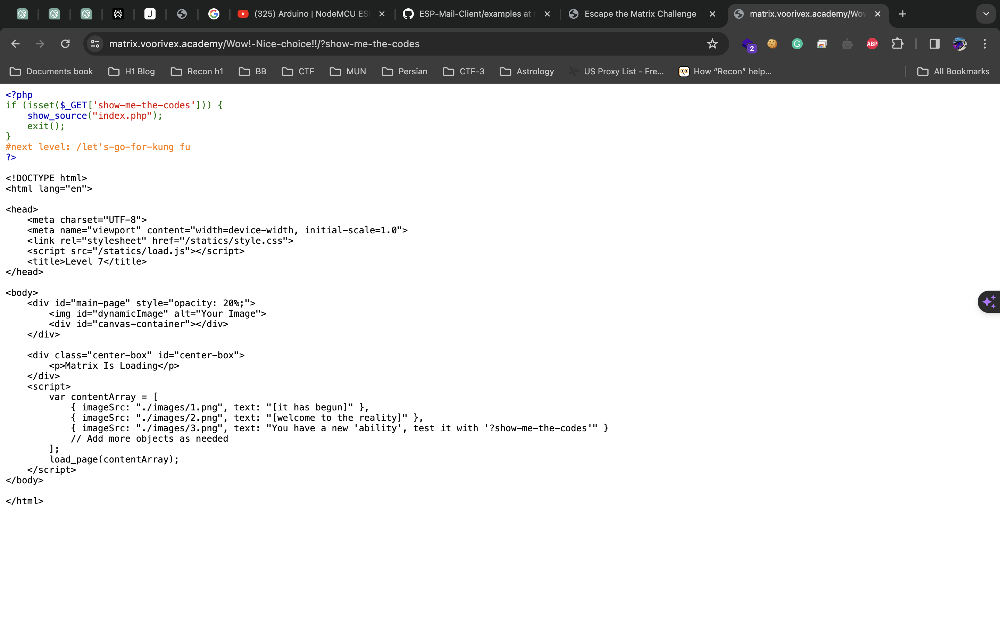 (325) Arduino | NodeMCU ES
ESP-Mail-Client/examples at
Escape the Matrix Challenge
matrix.voorivex.academy/Wow
matrix.voorivex.academy/Wow!-Nice-choice!!/?show-me-the-codes
2
ABP
Documents book
H1 Blog
Recon h1
BB
CTF
MUN
Persian
CTF-3
Astrology
US Proxy List - Fre...
How “Recon” help...
All Bookmarks
<?php
if (isset($_GET['show-me-the-codes'])) {
    show_source("index.php");
    exit();
}
#next level: /let's-go-for-kung fu
?>
<!DOCTYPE html>
<html lang="en">
<head>
    <meta charset="UTF-8">
    <meta name="viewport" content="width=device-width, initial-scale=1.0">
    <link rel="stylesheet" href="/statics/style.css">
    <script src="/statics/load.js"></script>
    <title>Level 7</title>
</head>
<body>
    <div id="main-page" style="opacity: 20%;">
        <img id="dynamicImage" alt="Your Image">
        <div id="canvas-container"></div>
    </div>
    <div class="center-box" id="center-box">
        <p>Matrix Is Loading</p>
    </div>
    <script>
        var contentArray = [
            { imageSrc: "./images/1.png", text: "[it has begun]" },
            { imageSrc: "./images/2.png", text: "[welcome to the reality]" },
            { imageSrc: "./images/3.png", text: "You have a new 'ability', test it with '?show-me-the-codes'" }
            // Add more objects as needed
        ];
        load_page(contentArray);
    </script>
</body>
</html>